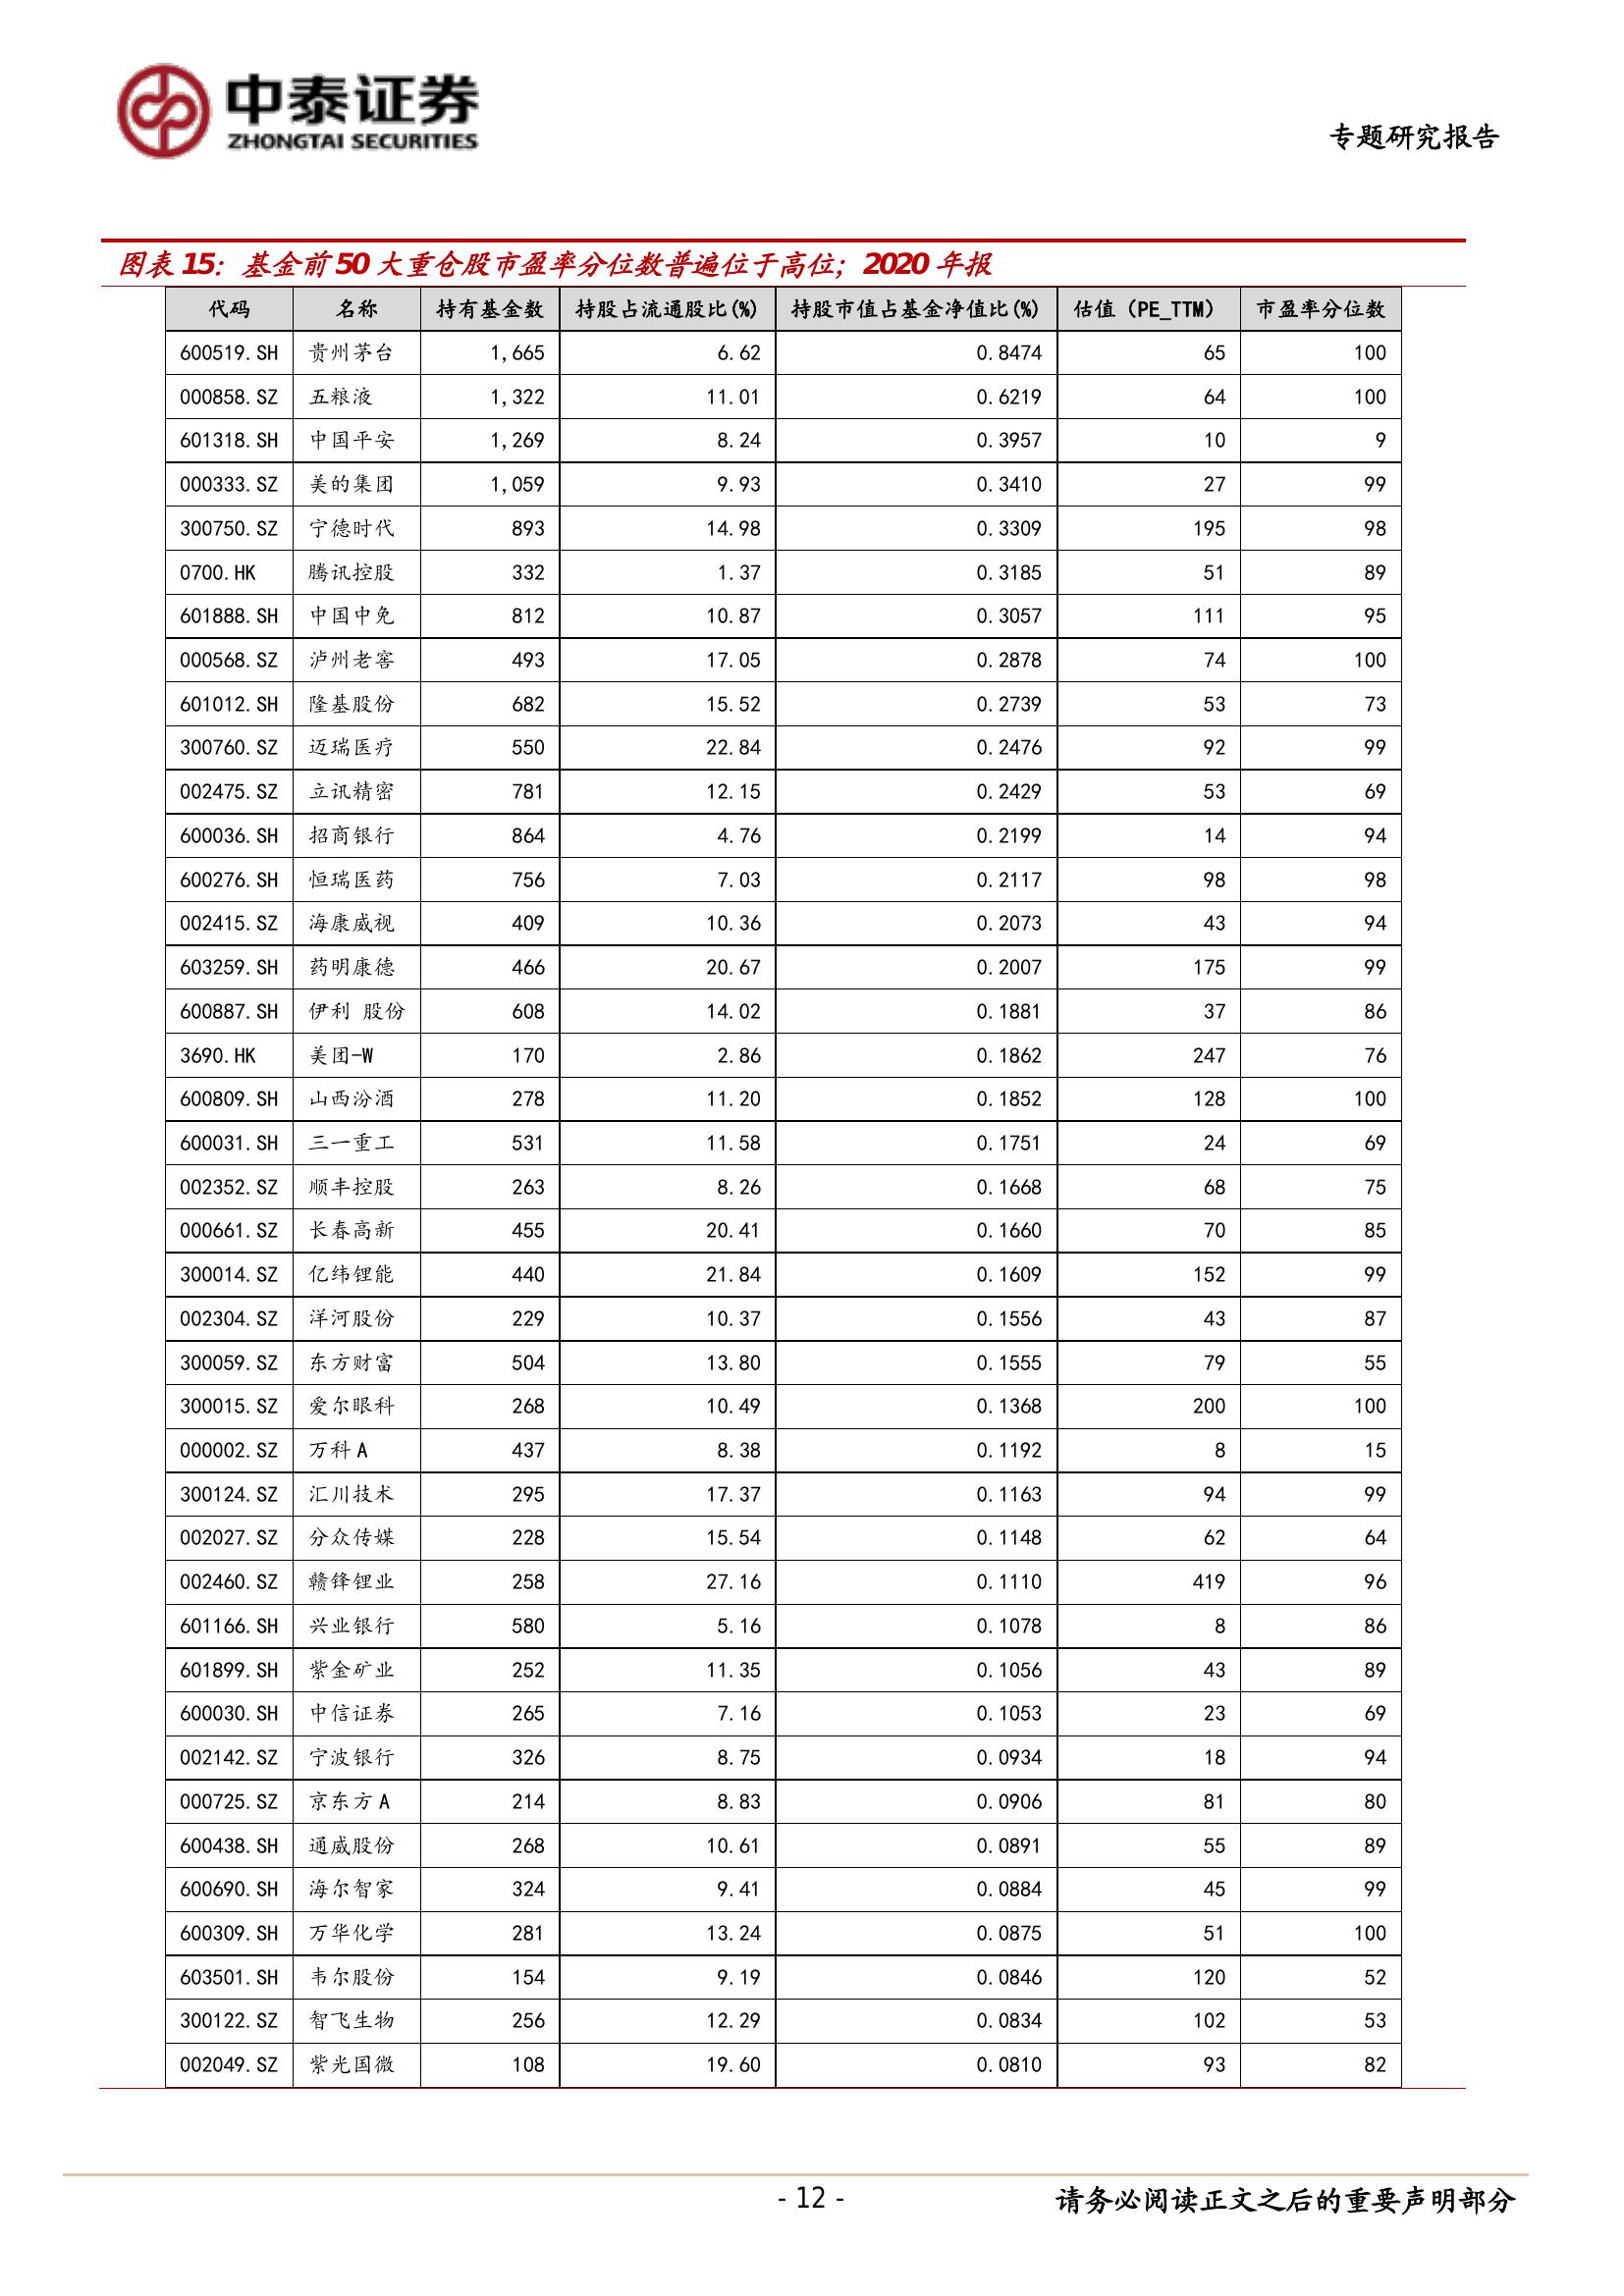 中泰证券
ZHONGTAI SECURITIES
专题研究报告
图表 15：基金前 50 大重仓股市盈率分位数普遍位于高位；2020 年报
代码 名称 持有基金数 持股占流通股比(%) 持股市值占基金净值比(%) 估值（PE_TTM） 市盈率分位数
600519.SH 贵州茅台 1,665 6.62 0.8474 65 100
000858.SZ 五粮液 1,322 11.01 0.6219 64 100
601318.SH 中国平安 1,269 8.24 0.3957 10 9
000333.SZ 美的集团 1,059 9.93 0.3410 27 99
300750.SZ 宁德时代 893 14.98 0.3309 195 98
0700.HK 腾讯控股 332 1.37 0.3185 51 89
601888.SH 中国中免 812 10.87 0.3057 111 95
000568.SZ 泸州老窖 493 17.05 0.2878 74 100
601012.SH 隆基股份 682 15.52 0.2739 53 73
300760.SZ 迈瑞医疗 550 22.84 0.2476 92 99
002475.SZ 立讯精密 781 12.15 0.2429 53 69
600036.SH 招商银行 864 4.76 0.2199 14 94
600276.SH 恒瑞医药 756 7.03 0.2117 98 98
002415.SZ 海康威视 409 10.36 0.2073 43 94
603259.SH 药明康德 466 20.67 0.2007 175 99
600887.SH 伊利 股份 608 14.02 0.1881 37 86
3690.HK 美团-W 170 2.86 0.1862 247 76
600809.SH 山西汾酒 278 11.20 0.1852 128 100
600031.SH 三一重工 531 11.58 0.1751 24 69
002352.SZ 顺丰控股 263 8.26 0.1668 68 75
000661.SZ 长春高新 455 20.41 0.1660 70 85
300014.SZ 亿纬锂能 440 21.84 0.1609 152 99
002304.SZ 洋河股份 229 10.37 0.1556 43 87
300059.SZ 东方财富 504 13.80 0.1555 79 55
300015.SZ 爱尔眼科 268 10.49 0.1368 200 100
000002.SZ 万科 A 437 8.38 0.1192 8 15
300124.SZ 汇川技术 295 17.37 0.1163 94 99
002027.SZ 分众传媒 228 15.54 0.1148 62 64
002460.SZ 赣锋锂业 258 27.16 0.1110 419 96
601166.SH 兴业银行 580 5.16 0.1078 8 86
601899.SH 紫金矿业 252 11.35 0.1056 43 89
600030.SH 中信证券 265 7.16 0.1053 23 69
002142.SZ 宁波银行 326 8.75 0.0934 18 94
000725.SZ 京东方 A 214 8.83 0.0906 81 80
600438.SH 通威股份 268 10.61 0.0891 55 89
600690.SH 海尔智家 324 9.41 0.0884 45 99
600309.SH 万华化学 281 13.24 0.0875 51 100
603501.SH 韦尔股份 154 9.19 0.0846 120 52
300122.SZ 智飞生物 256 12.29 0.0834 102 53
002049.SZ 紫光国微 108 19.60 0.0810 93 82
- 12 -
请务必阅读正文之后的重要声明部分